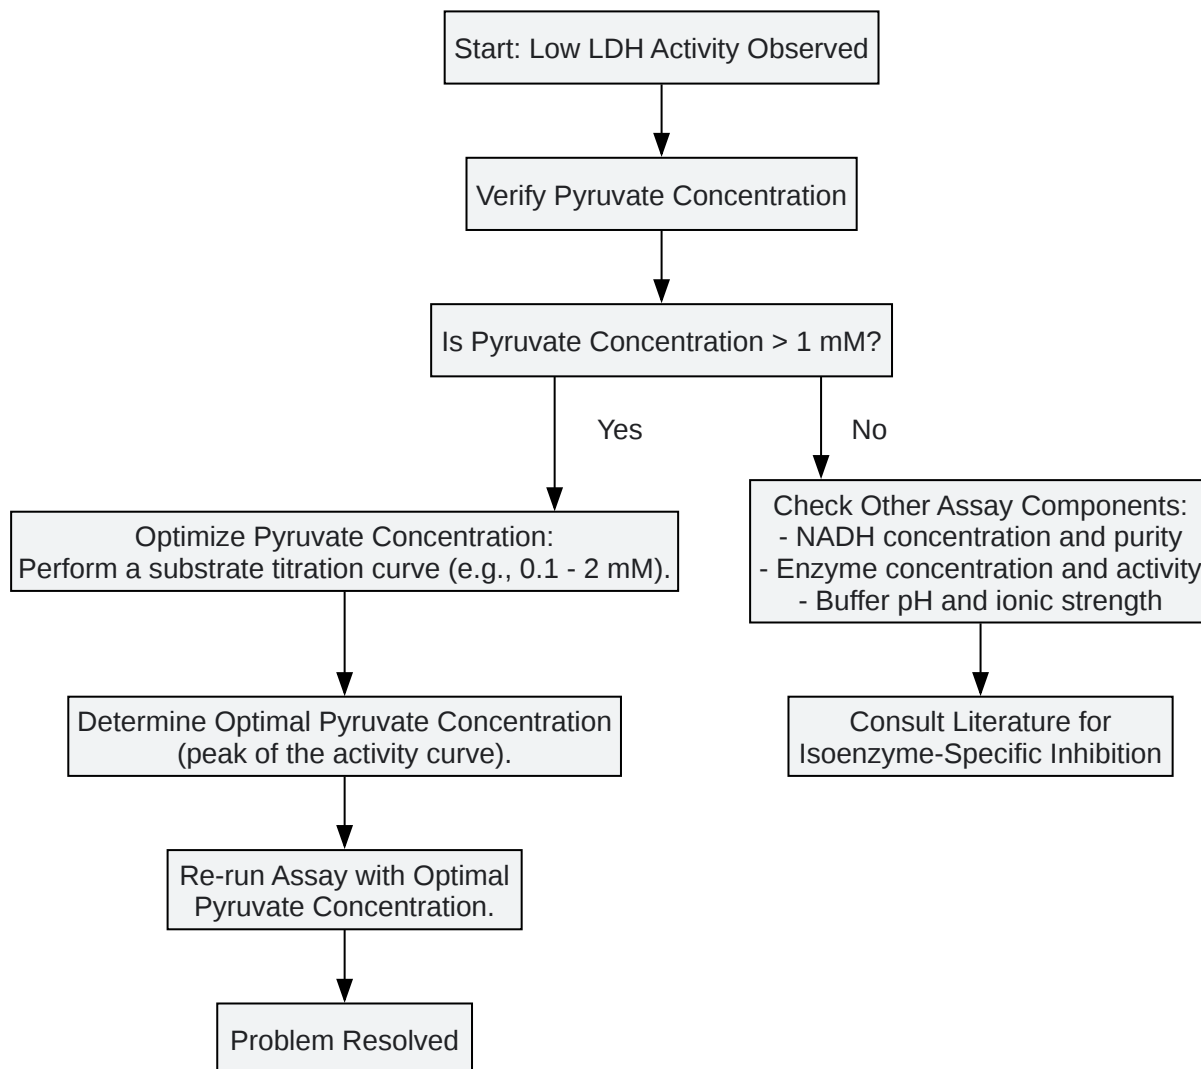 Start: Low LDH Activity Observed
Verify Pyruvate Concentration
Is Pyruvate Concentration > 1 mM?
Yes
No
Optimize Pyruvate Concentration:
Perform a substrate titration curve (e.g., 0.1 - 2 mM).
Check Other Assay Components:
- NADH concentration and purity
- Enzyme concentration and activity
- Buffer pH and ionic strength
Determine Optimal Pyruvate Concentration
(peak of the activity curve).
Consult Literature for
Isoenzyme-Specific Inhibition
Re-run Assay with Optimal
Pyruvate Concentration.
Problem Resolved